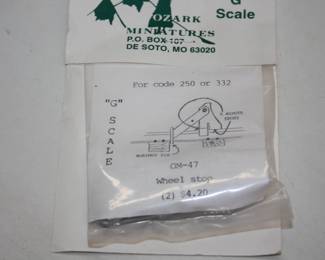 G
Scale
OZARK
MINIATURES
P.O. BOX 107
DE SOTO, MO 63020
For code 250 or 332
"G"
SCALE
OM-47
Wheel stop
(2) $4.20